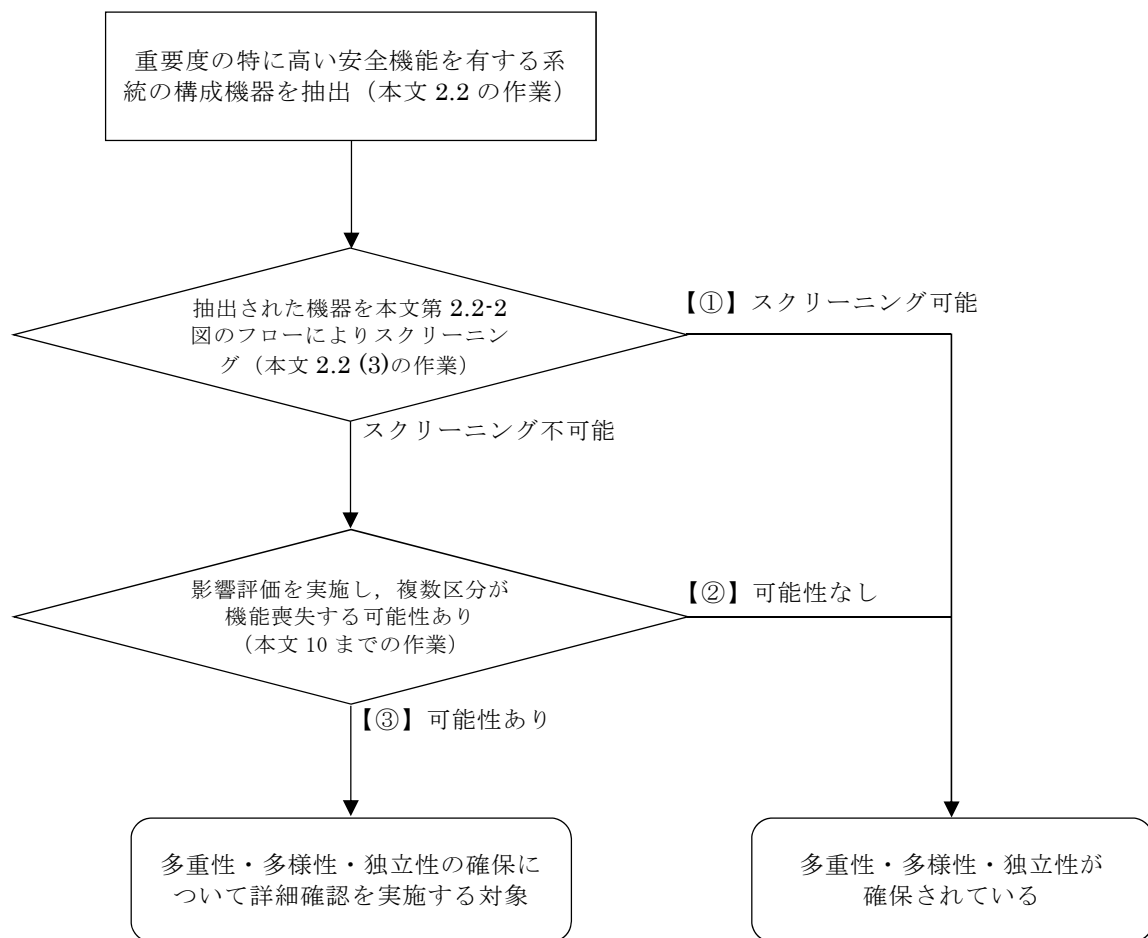 重要度の特に高い安全機能を有する系
統の構成機器を抽出（本文 2.2 の作業）
抽出された機器を本文第 2.2-2
図のフローによりスクリーニン
グ（本文 2.2 (3)の作業）
【①】スクリーニング可能
スクリーニング不可能
影響評価を実施し，複数区分が
機能喪失する可能性あり
（本文 10 までの作業）
【②】可能性なし
【③】可能性あり
多重性・多様性・独立性の確保に
ついて詳細確認を実施する対象
多重性・多様性・独立性が
確保されている